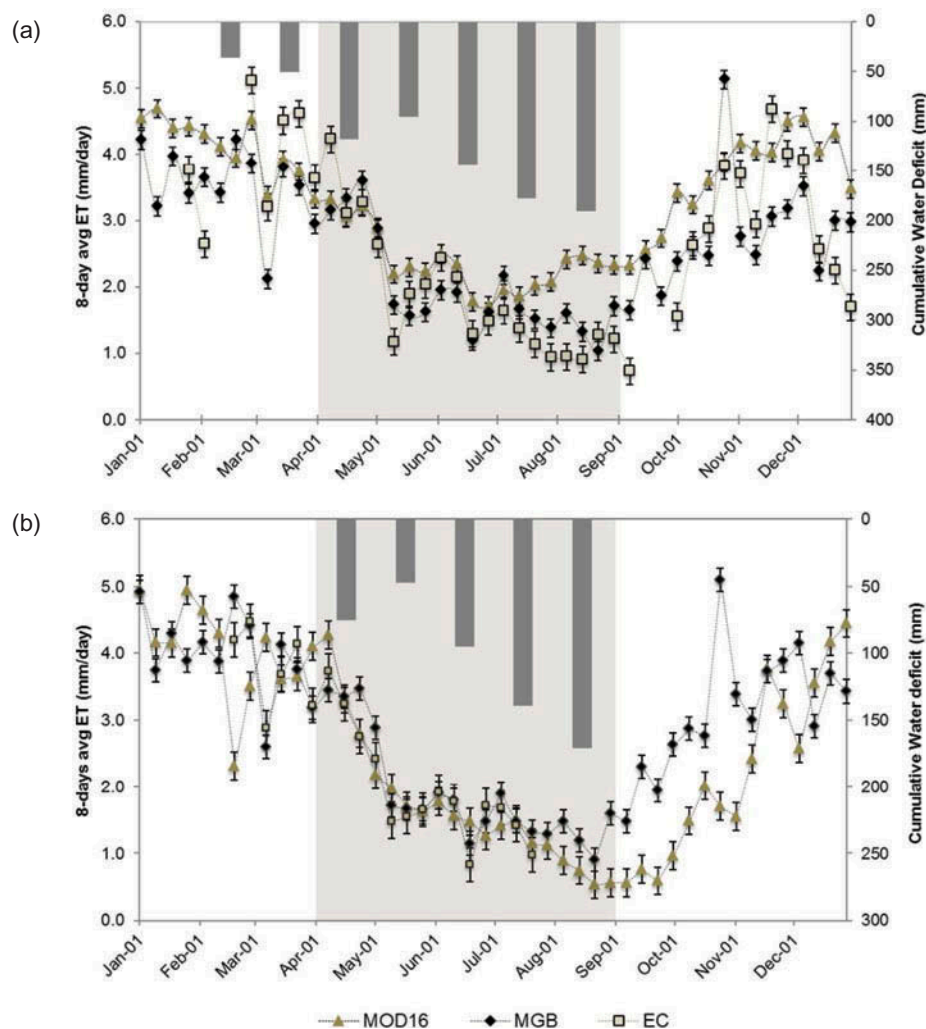 (a)
8-day avg ET (mm/day)
6.0
5.0
4.0
3.0
2.0
1.0
0.0
Jan-01
Feb-01
Mar-01
Apr-01
May-01
Jun-01
Jul-01
Aug-01
Sep-01
Oct-01
Nov-01
Dec-01
0
50
100
150
200
250
300
350
400
Cumulative Water Deficit (mm)
(b)
8-days avg ET (mm/day)
6.0
5.0
4.0
3.0
2.0
1.0
0.0
Jan-01
Feb-01
Mar-01
Apr-01
May-01
Jun-01
Jul-01
Aug-01
Sep-01
Oct-01
Nov-01
Dec-01
0
50
100
150
200
250
300
Cumulative Water deficit (mm)
MOD16 MGB EC